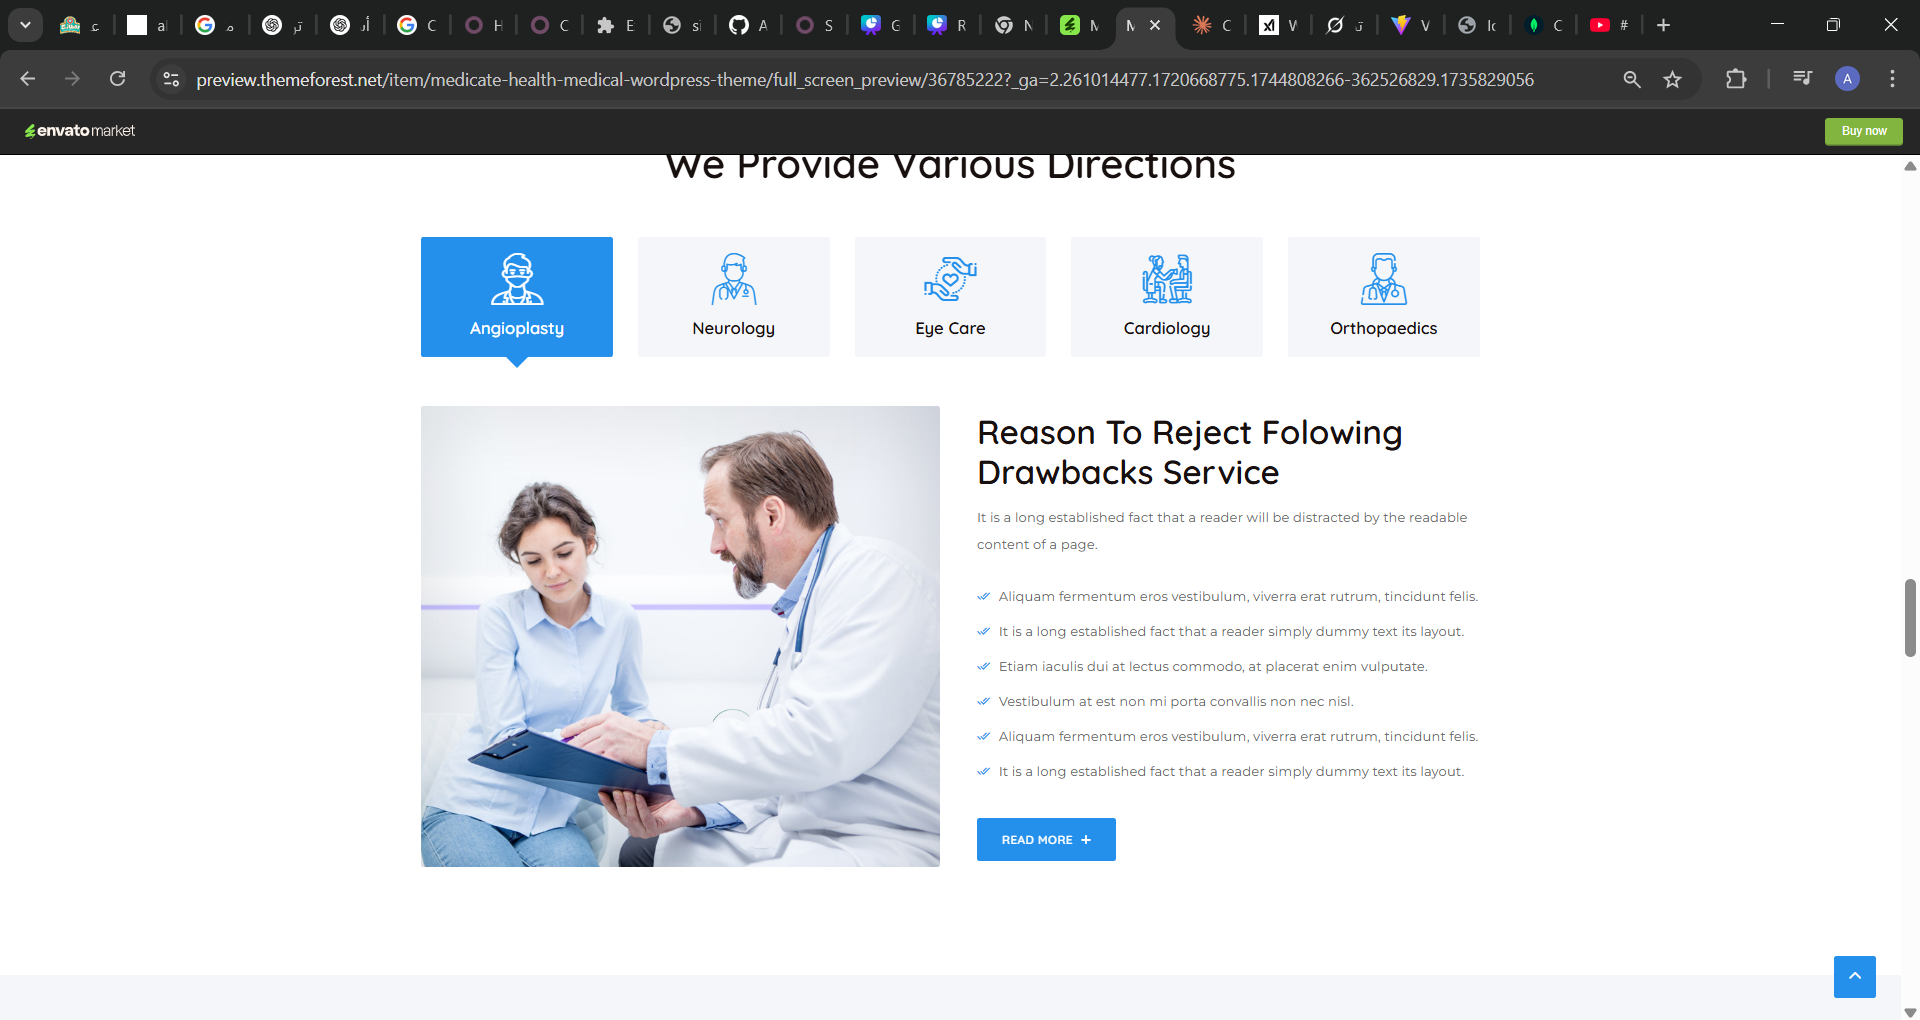 preview.themeforest.net/item/medicate-health-medical-wordpress-theme/full_screen_preview/36785222?_ga=2.261014477.1720668775.1744808266-362526829.1735829056
A
envato market
Buy now
We Provide Various Directions
Angioplasty
Neurology
Eye Care
Cardiology
Orthopaedics
Reason To Reject Folowing
Drawbacks Service
It is a long established fact that a reader will be distracted by the readable
content of a page.
Aliquam fermentum eros vestibulum, viverra erat rutrum, tincidunt felis.
It is a long established fact that a reader simply dummy text its layout.
Etiam iaculis dui at lectus commodo, at placerat enim vulputate.
Vestibulum at est non mi porta convallis non nec nisl.
Aliquam fermentum eros vestibulum, viverra erat rutrum, tincidunt felis.
It is a long established fact that a reader simply dummy text its layout.
READ MORE +